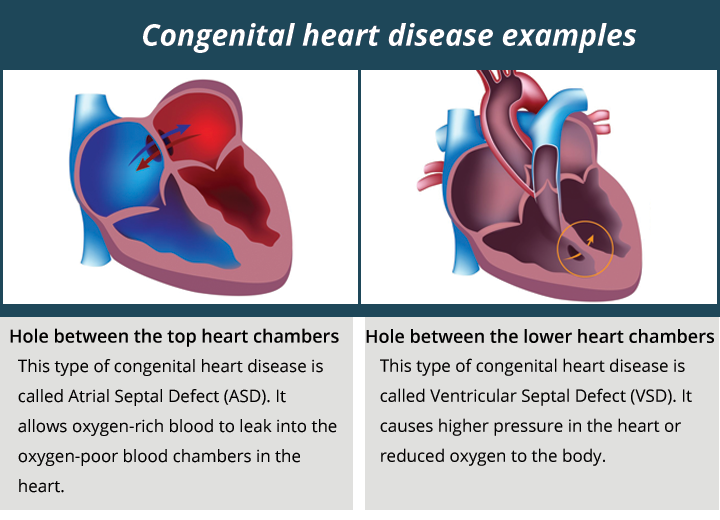 Congenital heart disease examples
Hole between the top heart chambers
This type of congenital heart disease is
called Atrial Septal Defect (ASD). It
allows oxygen-rich blood to leak into the
oxygen-poor blood chambers in the
heart.
Hole between the lower heart chambers
This type of congenital heart disease is
called Ventricular Septal Defect (VSD). It
causes higher pressure in the heart or
reduced oxygen to the body.